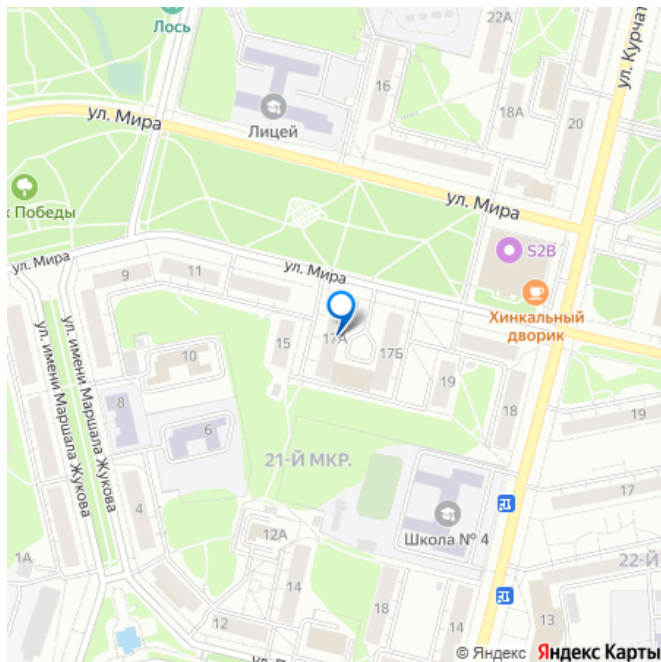 Лось
22А
ул. Курчат
16
18А
20
ул. Мира
Лицей
к Победы
ул. Мира
S2B
ул. Мира
9
11
ул. Мира
Хинкальный
дворик
ул. имени Маршала Жукова
ул. имени Маршала Жукова
10
15
17А
17Б
19
18
19
8
6
21-Й МКР.
17
4
12А
Школа № 4
1А
14
14
22-Й
18
13
12
© Яндекс Яндекс Карты